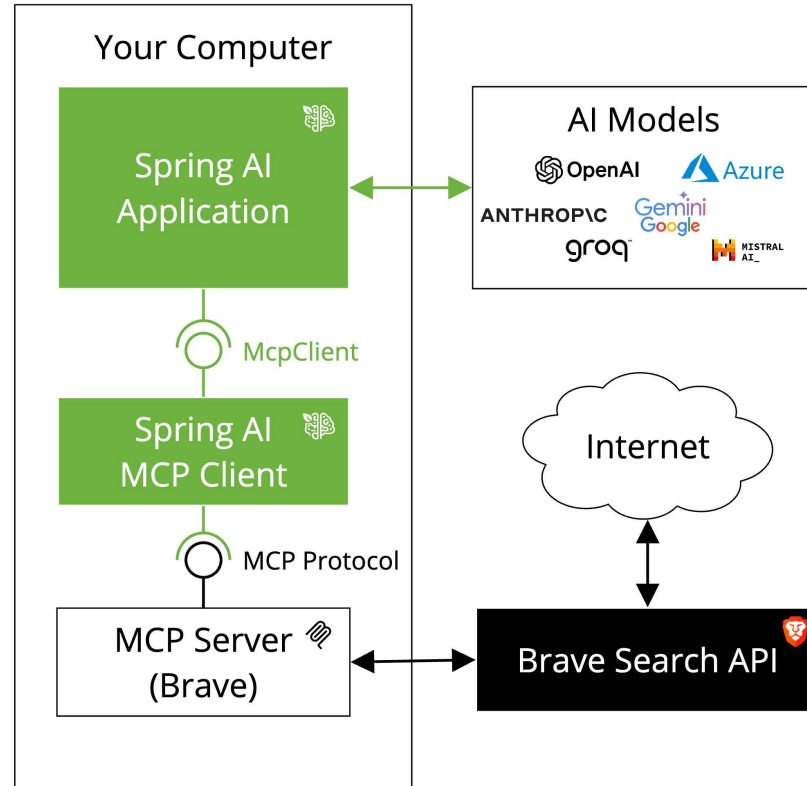 Your Computer
Spring AI
Application
McpClient
Spring AI
MCP Client
MCP Protocol
MCP Server
(Brave)
AI Models
OpenAI
Azure
ANTHROP\C
Gemini
Google
groq
MISTRAL
AI_
Internet
Brave Search API